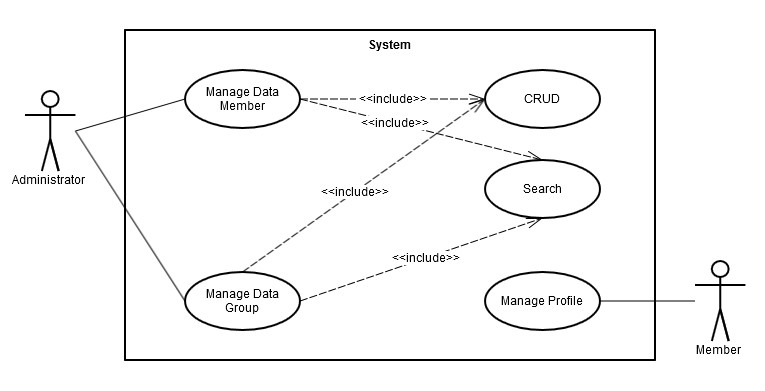 System
Manage Data
Member
<<include>>
CRUD
<<include>>
Administrator
<<include>>
Search
<<include>>
Manage Data
Group
Manage Profile
Member